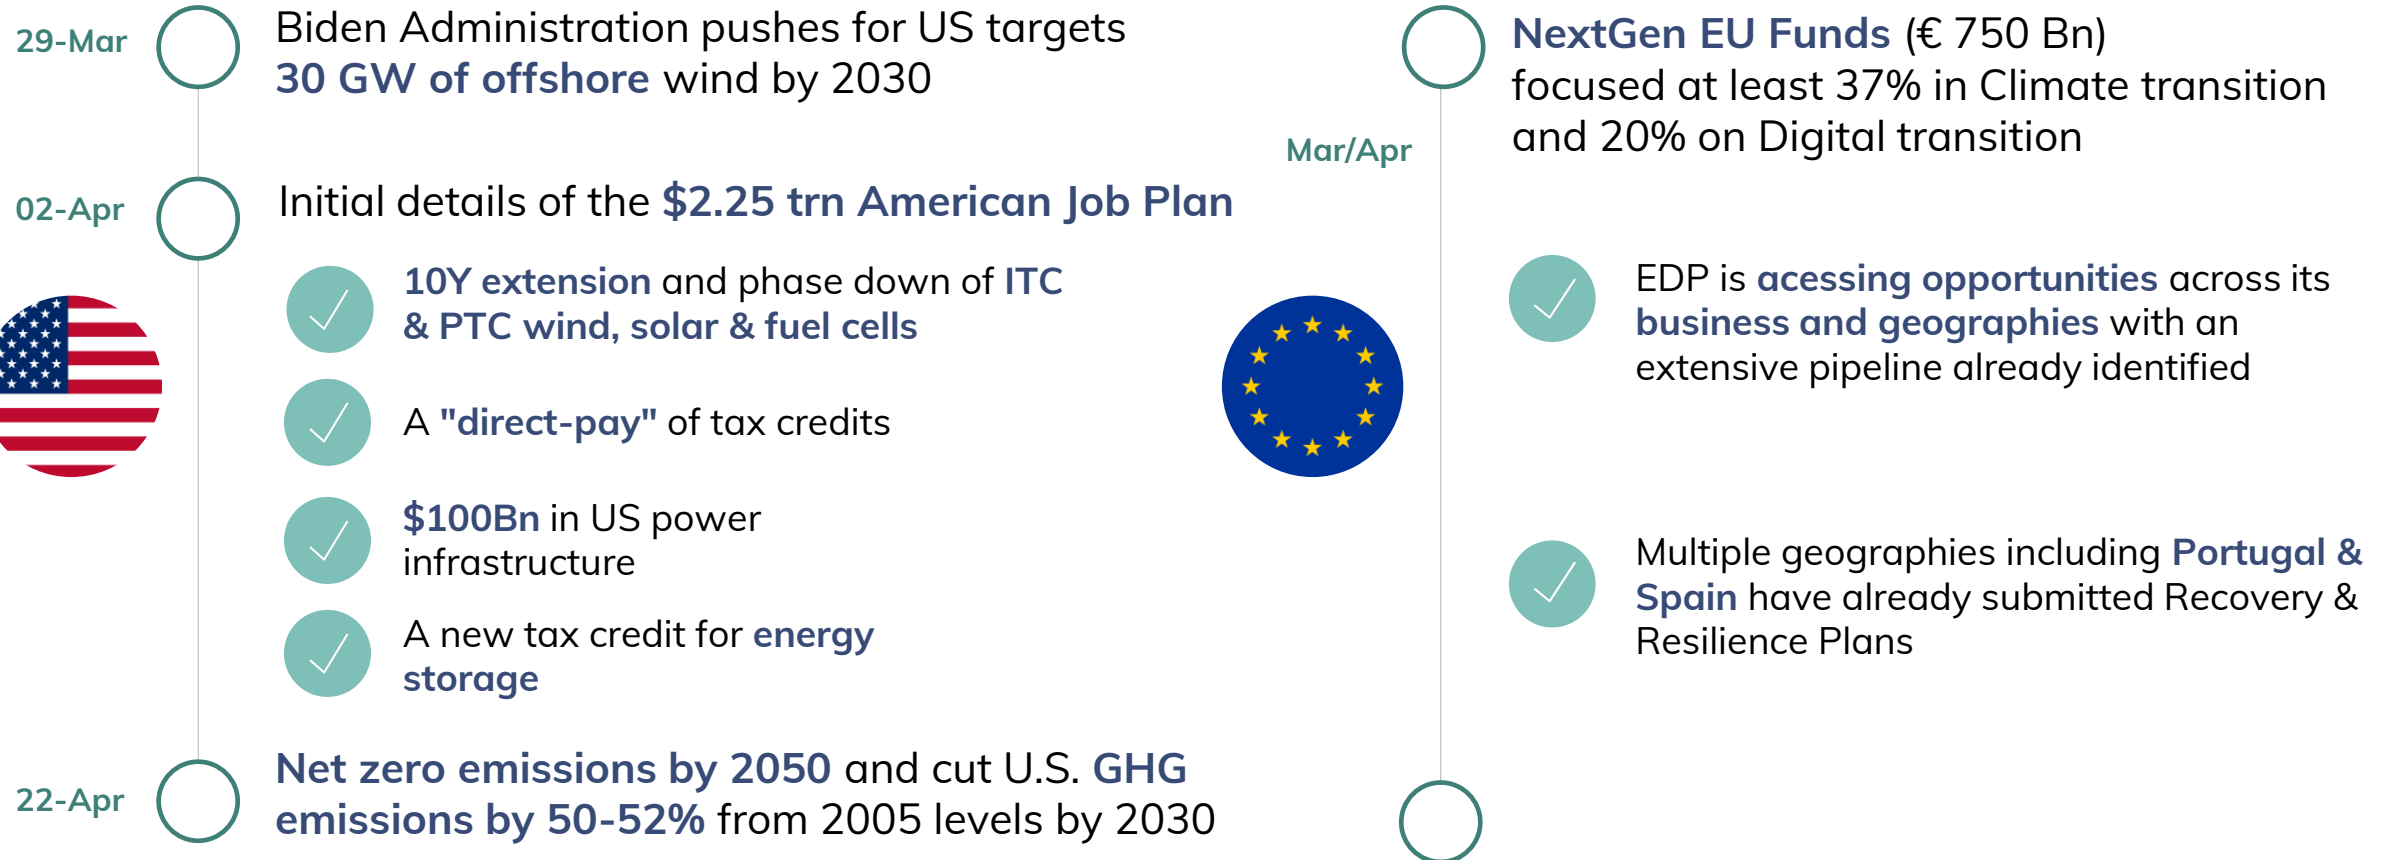 29-Mar
Biden Administration pushes for US targets
30 GW of offshore wind by 2030
02-Apr
Initial details of the $2.25 trn American Job Plan
10Y extension and phase down of ITC
& PTC wind, solar & fuel cells
A "direct-pay" of tax credits
$100Bn in US power
infrastructure
A new tax credit for energy
storage
22-Apr
Net zero emissions by 2050 and cut U.S. GHG
emissions by 50-52% from 2005 levels by 2030
Mar/Apr
NextGen EU Funds (€ 750 Bn)
focused at least 37% in Climate transition
and 20% on Digital transition
EDP is acessing opportunities across its
business and geographies with an
extensive pipeline already identified
Multiple geographies including Portugal &
Spain have already submitted Recovery &
Resilience Plans